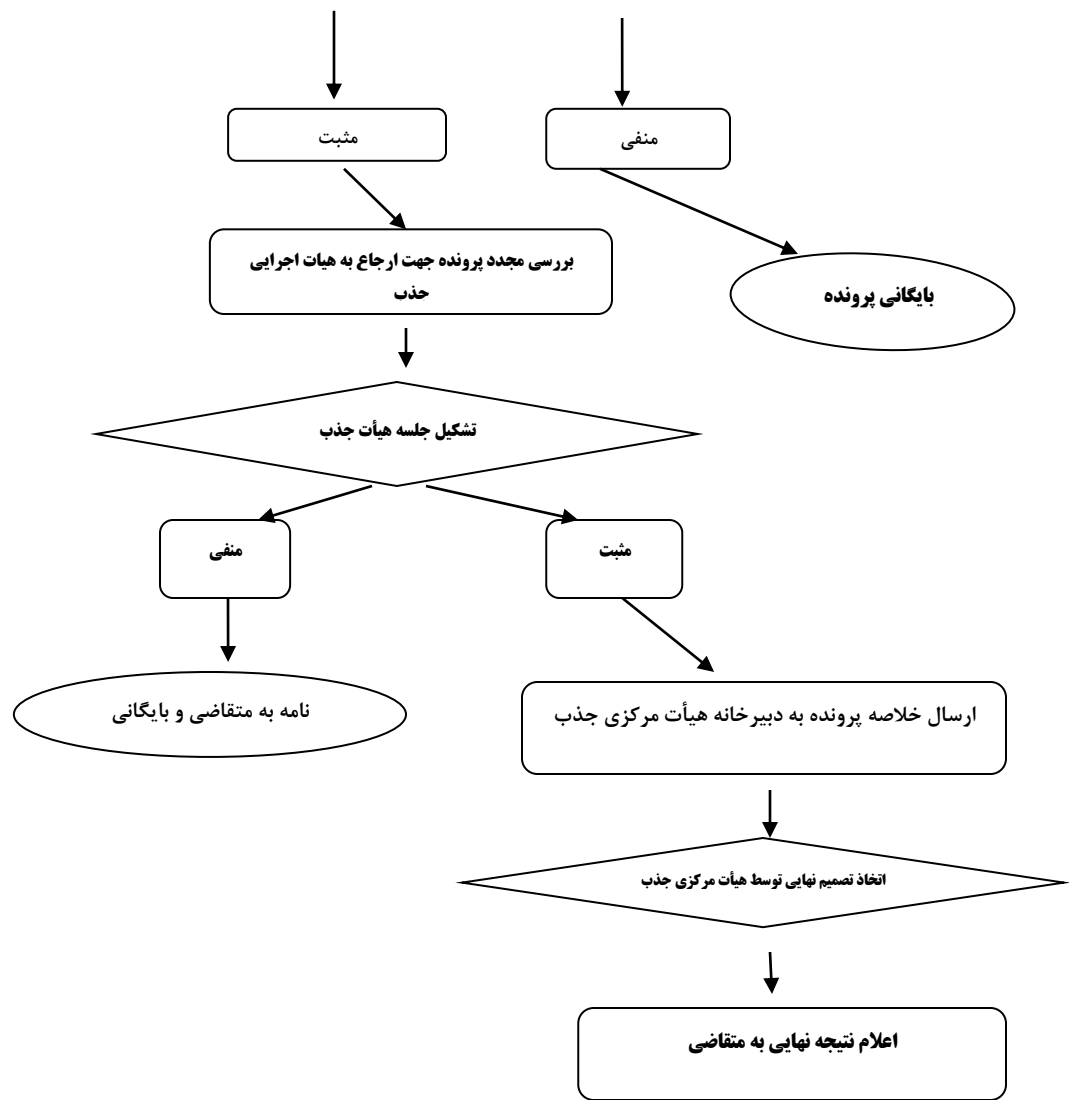 مثبت
منفی
بررسی مجدد پرونده جهت ارجاع به هیات اجرایی
حذب
بایگانی پرونده
تشکیل جلسه هیأت جذب
منفی
مثبت
نامه به متقاضی و بایگانی
ارسال خلاصه پرونده به دبیرخانه هیأت مرکزی جذب
اتخاذ تصمیم نهایی توسط هیأت مرکزی جذب
اعلام نتیجه نهایی به متقاضی